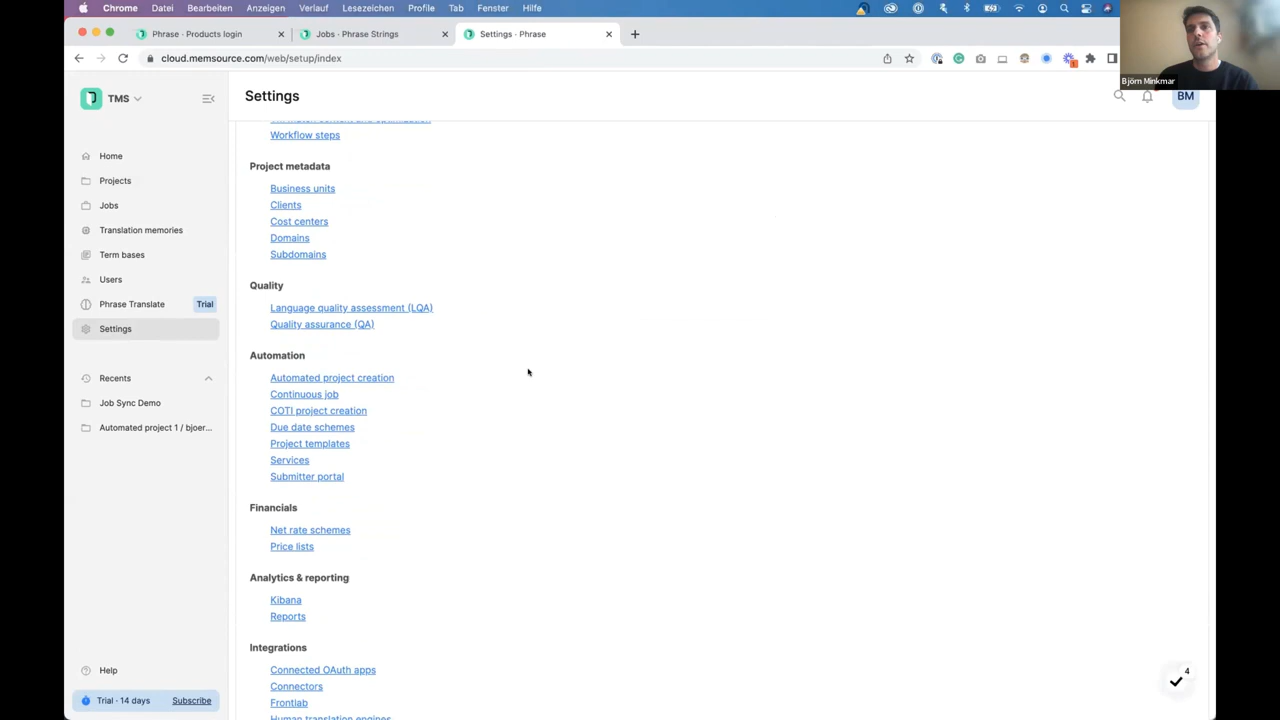 Chrome Datei Bearbeiten Anzeigen Verlauf Lesezeichen Profile Tab Fenster Hilfe
Phrase - Products login
Jobs - Phrase Strings
Settings - Phrase
cloud.memsource.com/web/setup/index
Björn Minkmar
TMS
Settings
BM
Home
Projects
Jobs
Translation memories
Term bases
Users
Phrase Translate Trial
Settings
Recents
Job Sync Demo
Automated project 1 / bjoer...
Help
Trial · 14 days Subscribe
Workflow steps
Project metadata
Business units
Clients
Cost centers
Domains
Subdomains
Quality
Language quality assessment (LQA)
Quality assurance (QA)
Automation
Automated project creation
Continuous job
COTI project creation
Due date schemes
Project templates
Services
Submitter portal
Financials
Net rate schemes
Price lists
Analytics & reporting
Kibana
Reports
Integrations
Connected OAuth apps
Connectors
Frontlab
Human translation engines
4